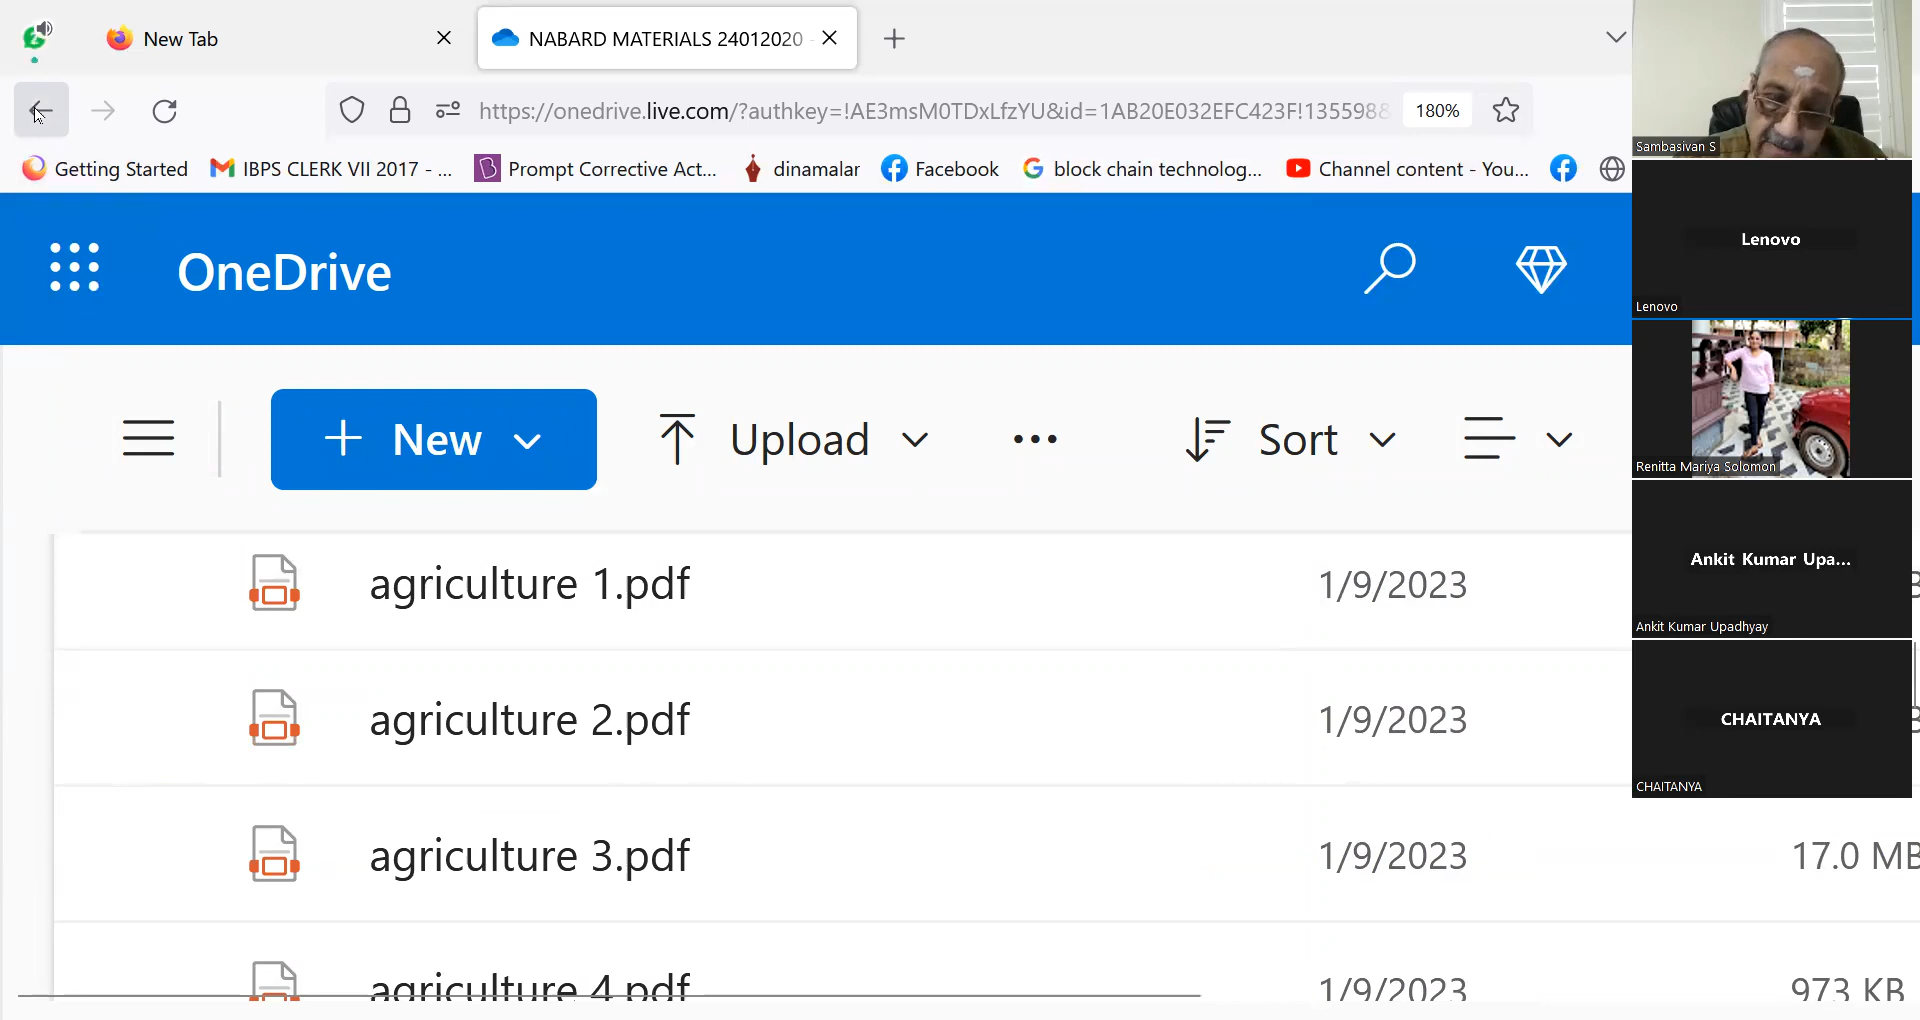 New Tab
NABARD MATERIALS 24012020
https://onedrive.live.com/?authkey=!AE3msM0TDxLfzYU&id=1AB20E032EFC423F!1355988
180%
Getting Started
IBPS CLERK VII 2017 - ...
Prompt Corrective Act...
dinamalar
Facebook
block chain technolog...
Channel content - You...
OneDrive
New
Upload
Sort
agriculture 1.pdf
1/9/2023
agriculture 2.pdf
1/9/2023
agriculture 3.pdf
1/9/2023
17.0 MB
agriculture 4.pdf
1/9/2023
973 KB
Sambasivan S
Lenovo
Lenovo
Renitta Mariya Solomon
Ankit Kumar Upa...
Ankit Kumar Upadhyay
CHAITANYA
CHAITANYA